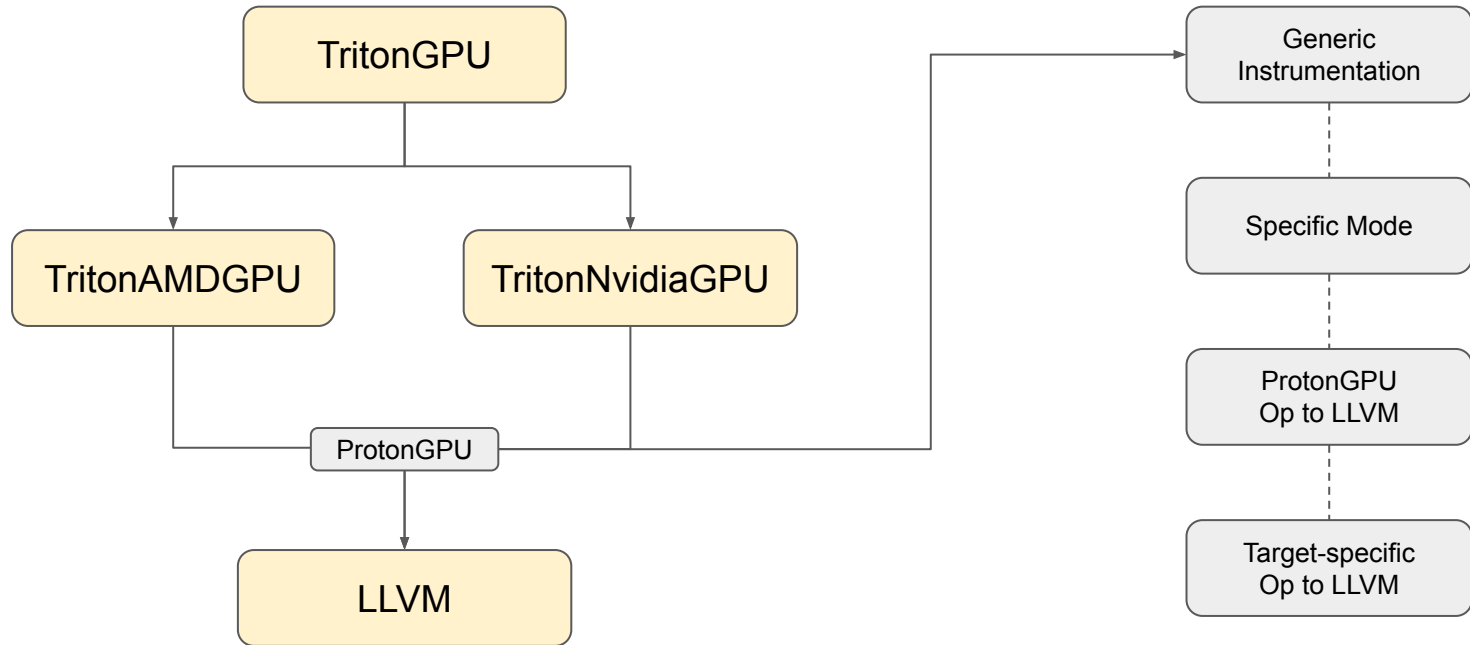 TritonGPU
Generic
Instrumentation
Specific Mode
TritonAMDGPU
TritonNvidiaGPU
ProtonGPU
ProtonGPU
Op to LLVM
LLVM
Target-specific
Op to LLVM